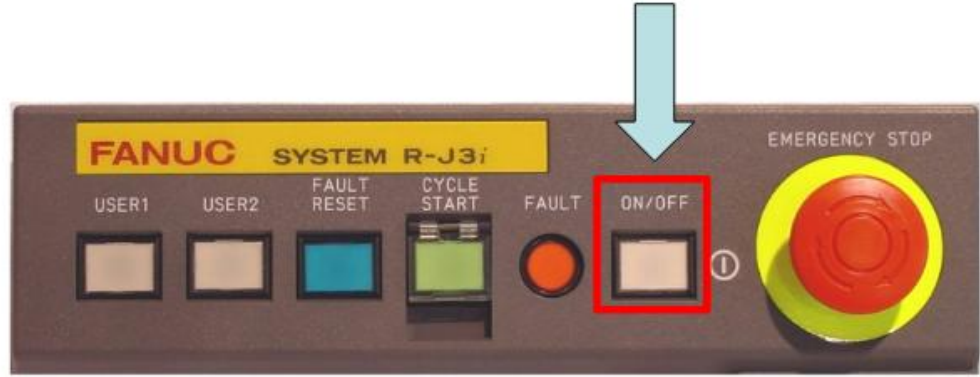 FANUC SYSTEM R-J3i
EMERGENCY STOP
USER1
USER2
FAULT
RESET
CYCLE
START
FAULT
ON/OFF